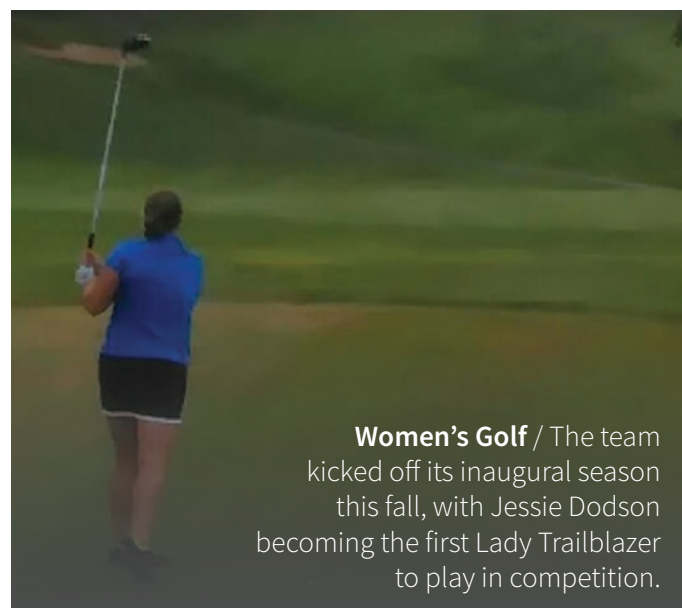 Women’s Golf / The team
kicked off its inaugural season
this fall, with Jessie Dodson
becoming the first Lady Trailblazer
to play in competition.